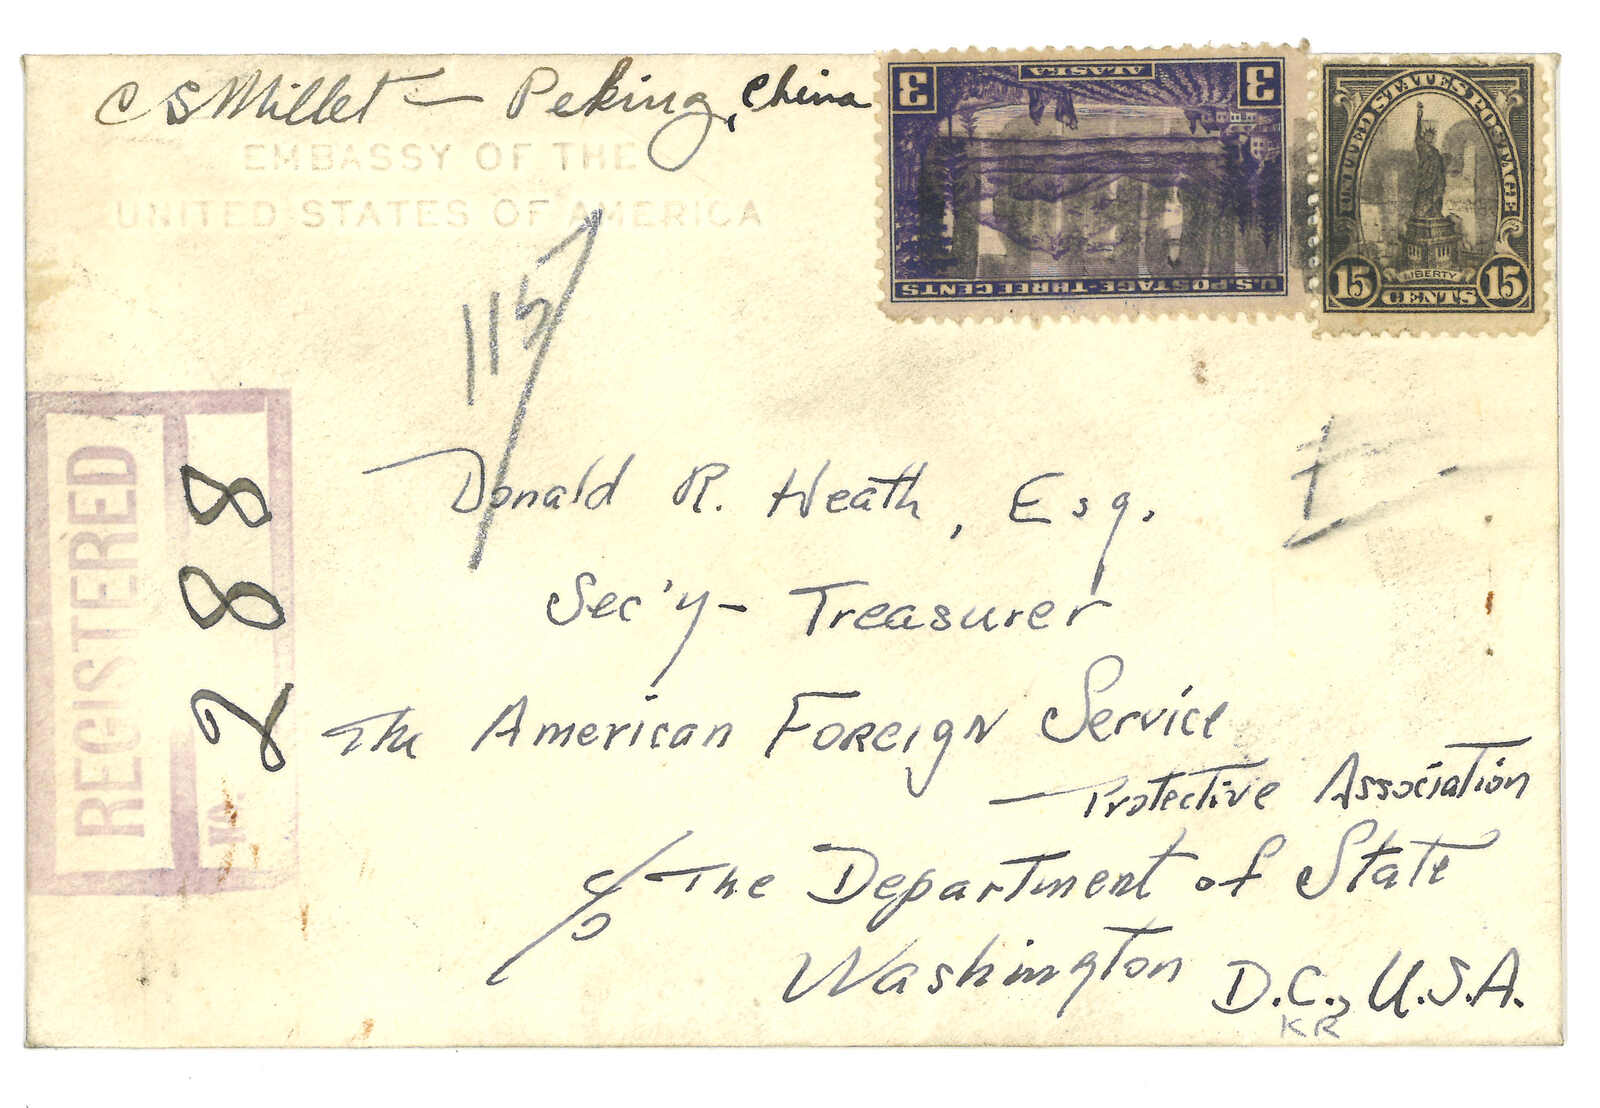 C S Millet — Peking, China
EMBASSY OF THE
UNITED STATES OF AMERICA
3 ALASKA 3
U.S. POSTAGE-THREE CENTS
UNITED STATES POSTAGE
LIBERTY
15 CENTS 15
115
REGISTERED
NO. 288
Donald R. Heath, Esq.
Sec'y - Treasurer
The American Foreign Service
— Protective Association
c/o The Department of State
Washington D.C., U.S.A.
KR